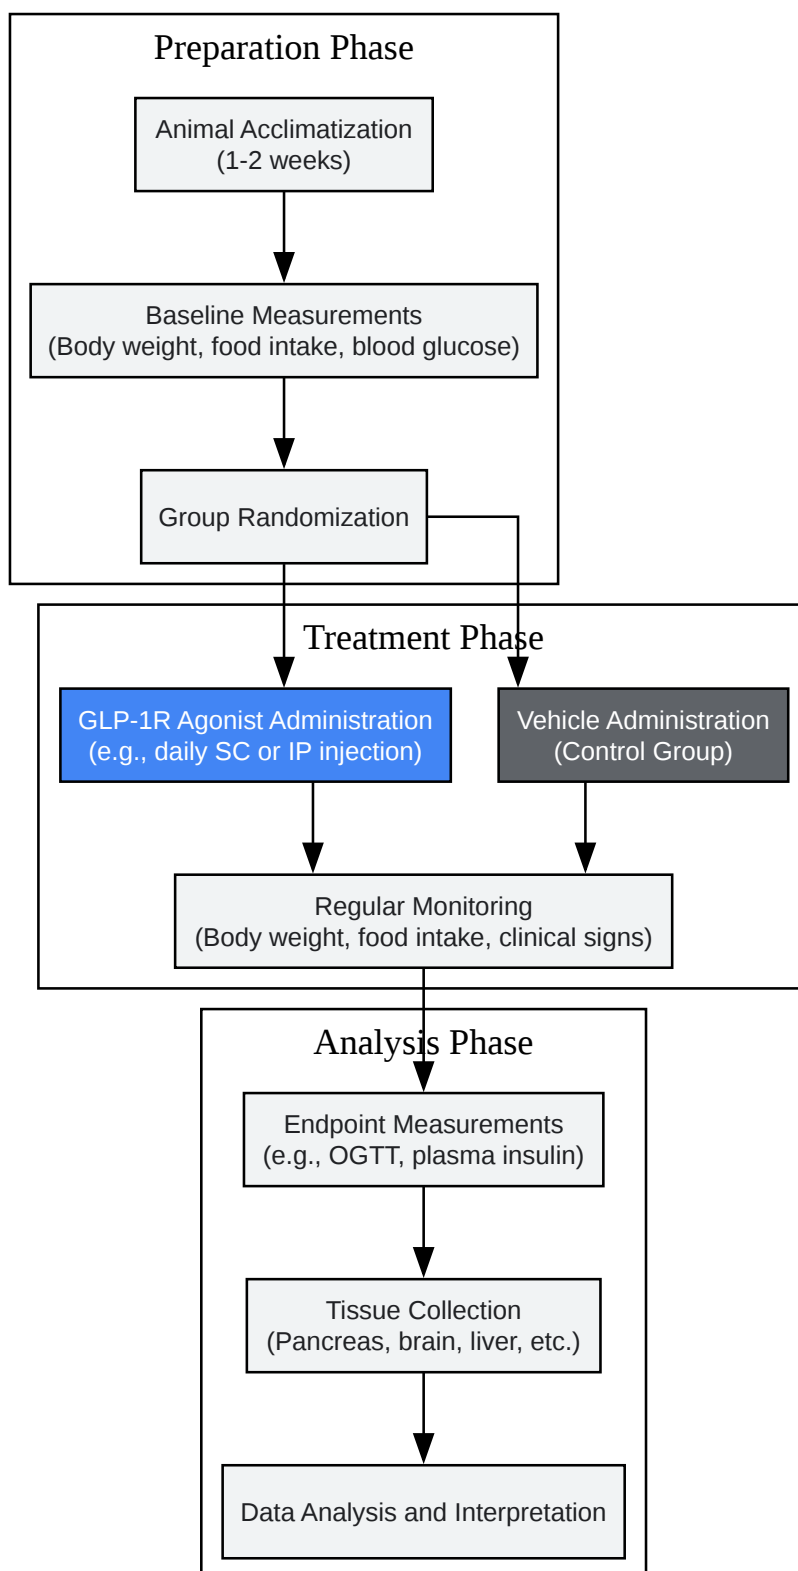 Preparation Phase
Animal Acclimatization
(1-2 weeks)
Baseline Measurements
(Body weight, food intake, blood glucose)
Group Randomization
Treatment Phase
GLP-1R Agonist Administration
(e.g., daily SC or IP injection)
Vehicle Administration
(Control Group)
Regular Monitoring
(Body weight, food intake, clinical signs)
Analysis Phase
Endpoint Measurements
(e.g., OGTT, plasma insulin)
Tissue Collection
(Pancreas, brain, liver, etc.)
Data Analysis and Interpretation